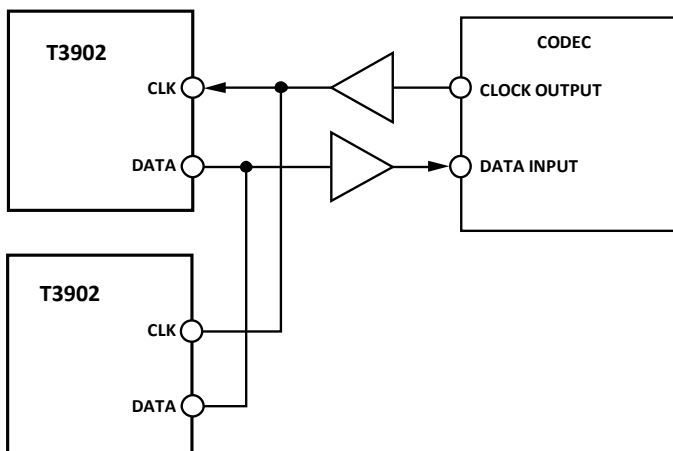 T3902
CLK
DATA
CODEC
CLOCK OUTPUT
DATA INPUT
T3902
CLK
DATA